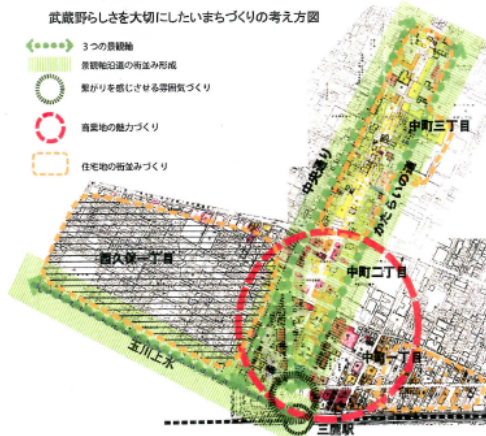 武蔵野らしさを大切にしたいまちづくりの考え方図
3つの景観軸
景観軸沿道の街並み形成
繋がりを感じさせる雰囲気づくり
商業地の魅力づくり
住宅地の街並みづくり
中町三丁目
中央通り
かたらいの道
西久保一丁目
中町二丁目
玉川上水
中町一丁目
三鷹駅